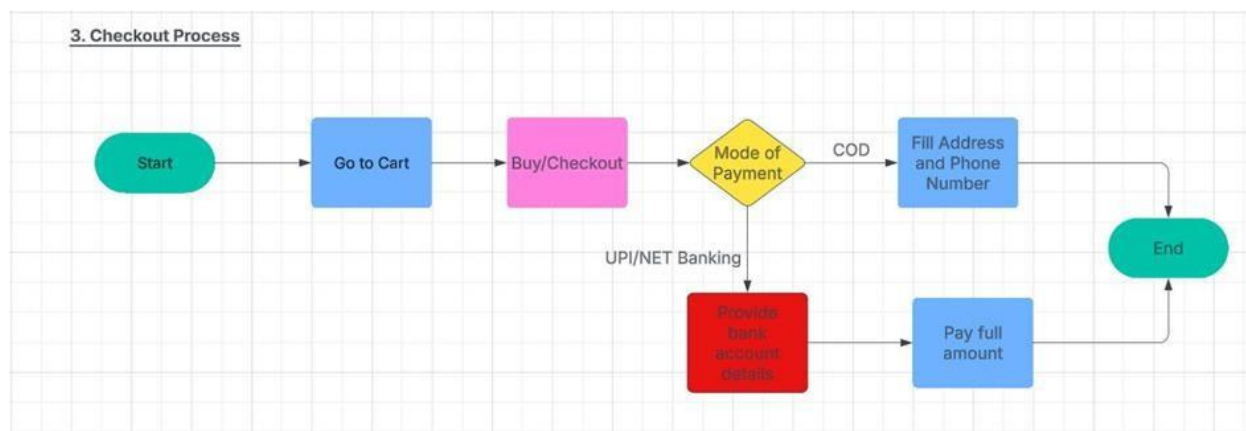 3. Checkout Process
Start
Go to Cart
Buy/Checkout
Mode of
Payment
COD
Fill Address
and Phone
Number
End
UPI/NET Banking
Provide
bank
account
details
Pay full
amount